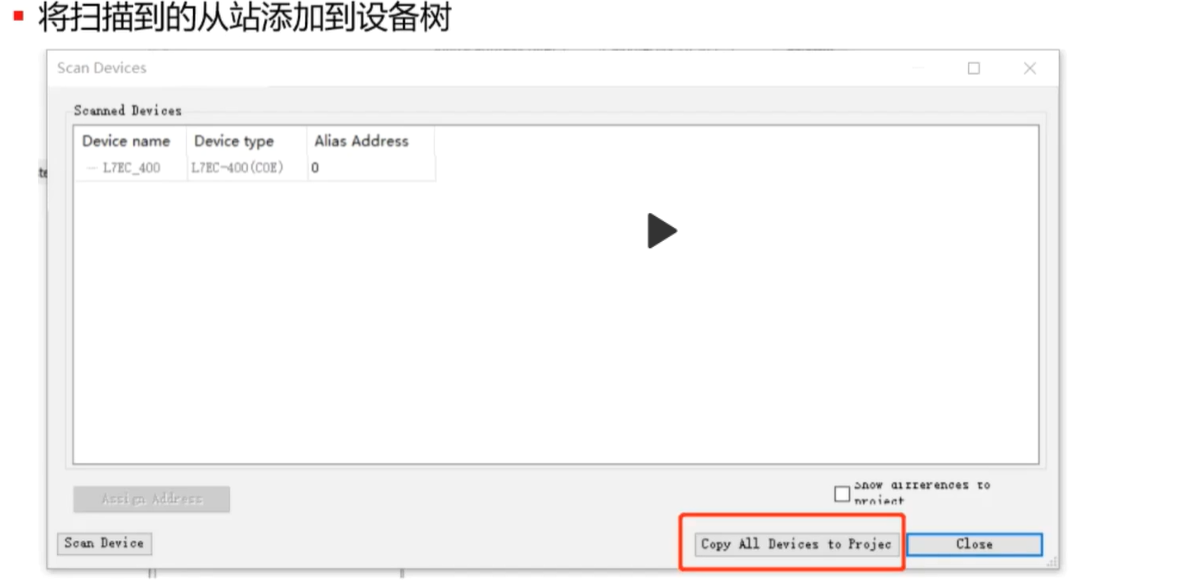 将扫描到的从站添加到设备树
Scan Devices
Scanned Devices
Device name Device type Alias Address
L7EC_400 L7EC-400(COE) 0
Assign Address
Show differences to
project
Scan Device
Copy All Devices to Projec
Close